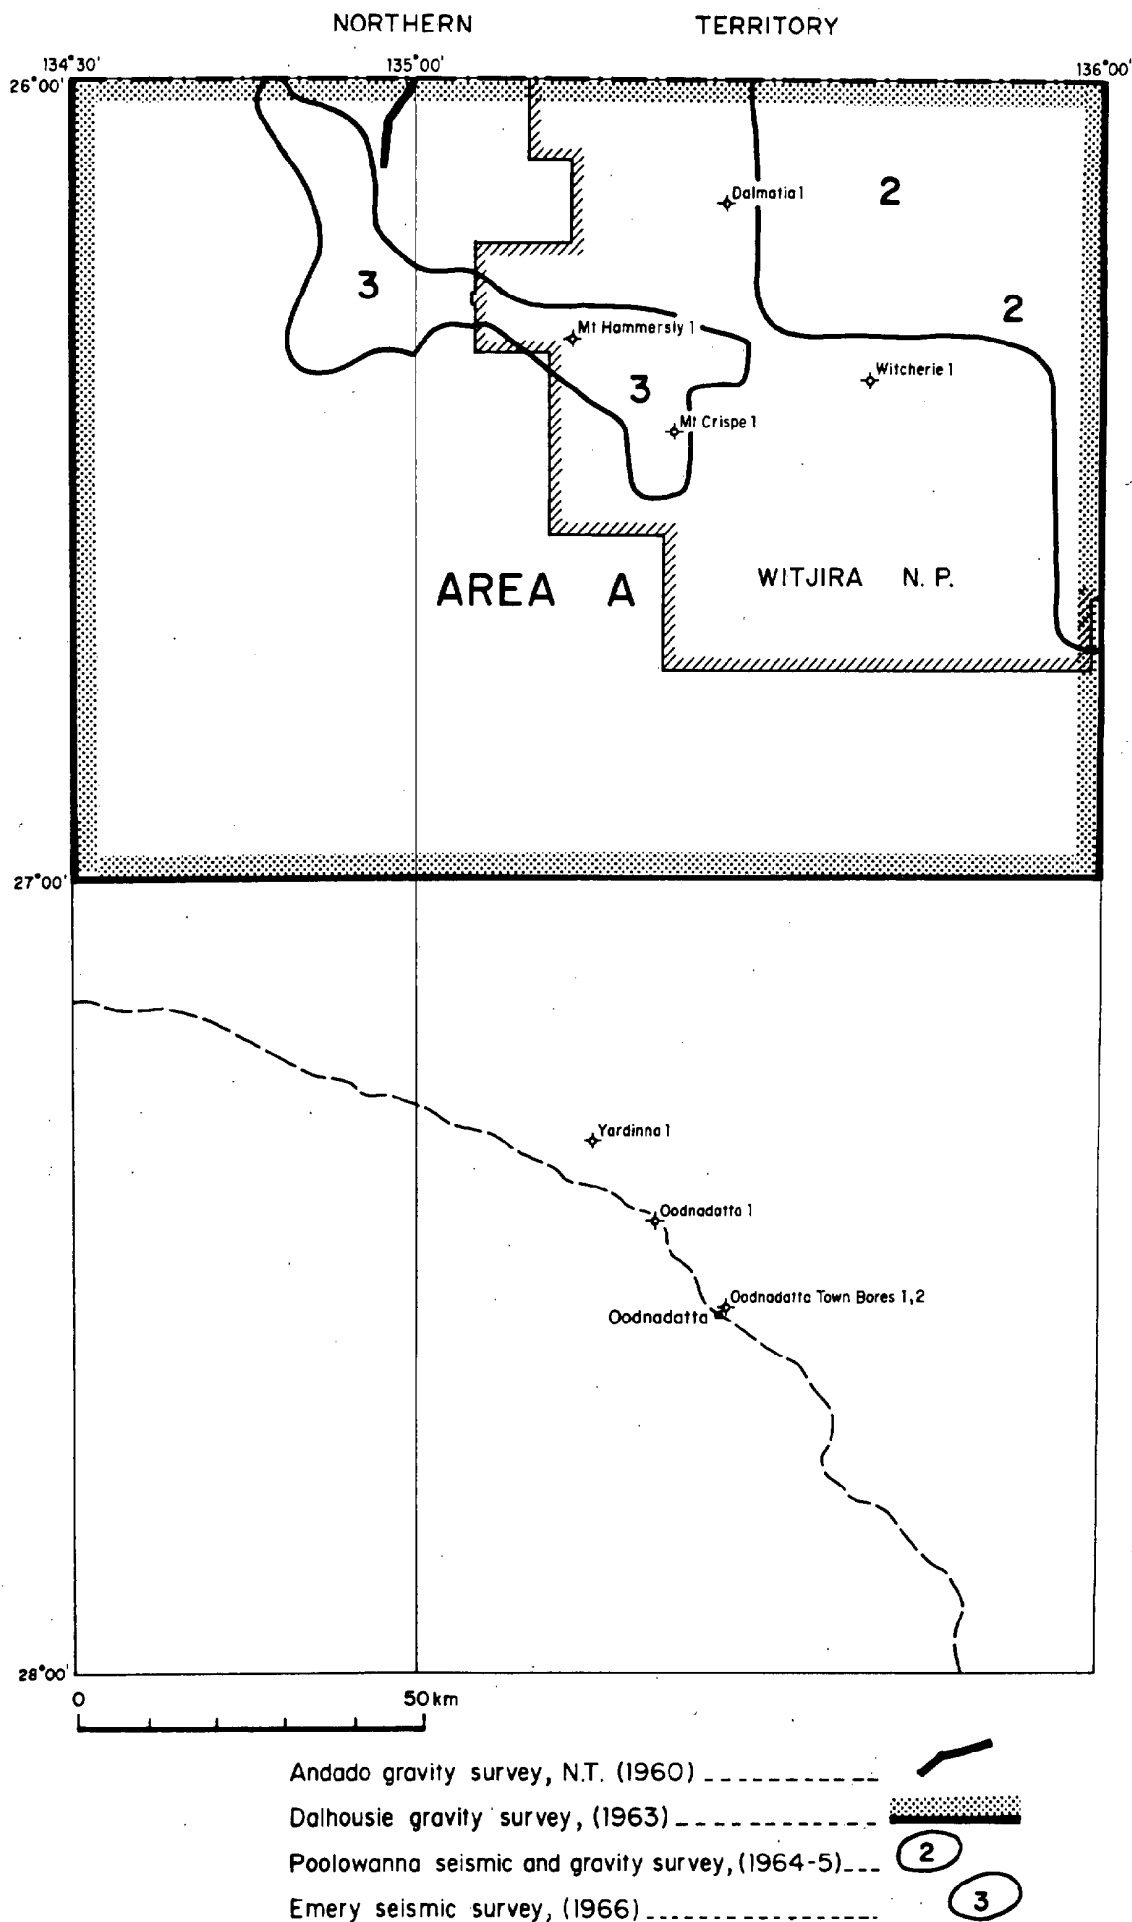 NORTHERN TERRITORY
134°30' 135°00' 136°00'
26°00'
Dalmatia 1
2
3
2
Mt Hammersly 1
Witcherie 1
3
Mt Crispe 1
AREA A
WITJIRA N. P.
27°00'
Yardinna 1
Oodnadatta 1
Oodnadatta Town Bores 1,2
Oodnadatta
28°00'
0 50 km
Andado gravity survey, N.T. (1960)
Dalhousie gravity survey, (1963)
Poolowanna seismic and gravity survey, (1964-5)
2
Emery seismic survey, (1966)
3